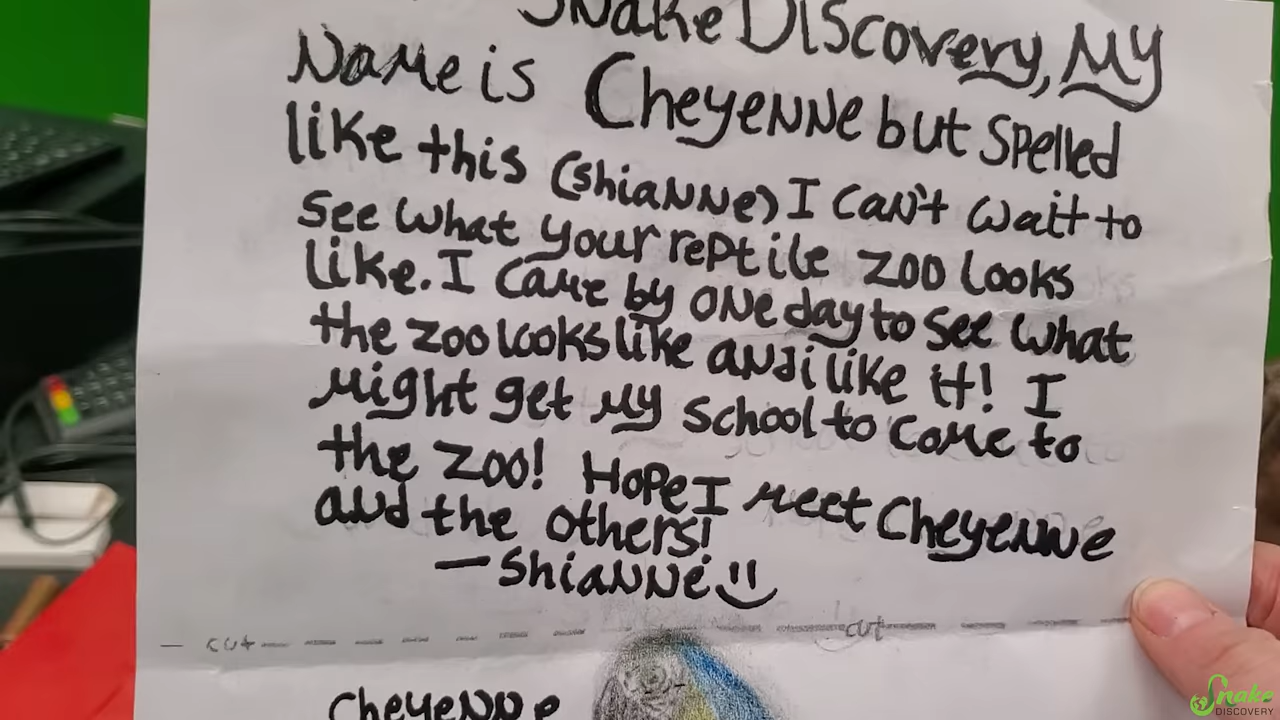 Snake Discovery, My
Name is Cheyenne but spelled
like this (shianne) I can't wait to
see what your reptile zoo looks
like. I came by one day to see what
the zoo looks like and i like it! I
might get my school to come to
the zoo! Hope I meet Cheyenne
and the others!
— Shianne
cut cut
Cheyenne
Snake
DISCOVERY